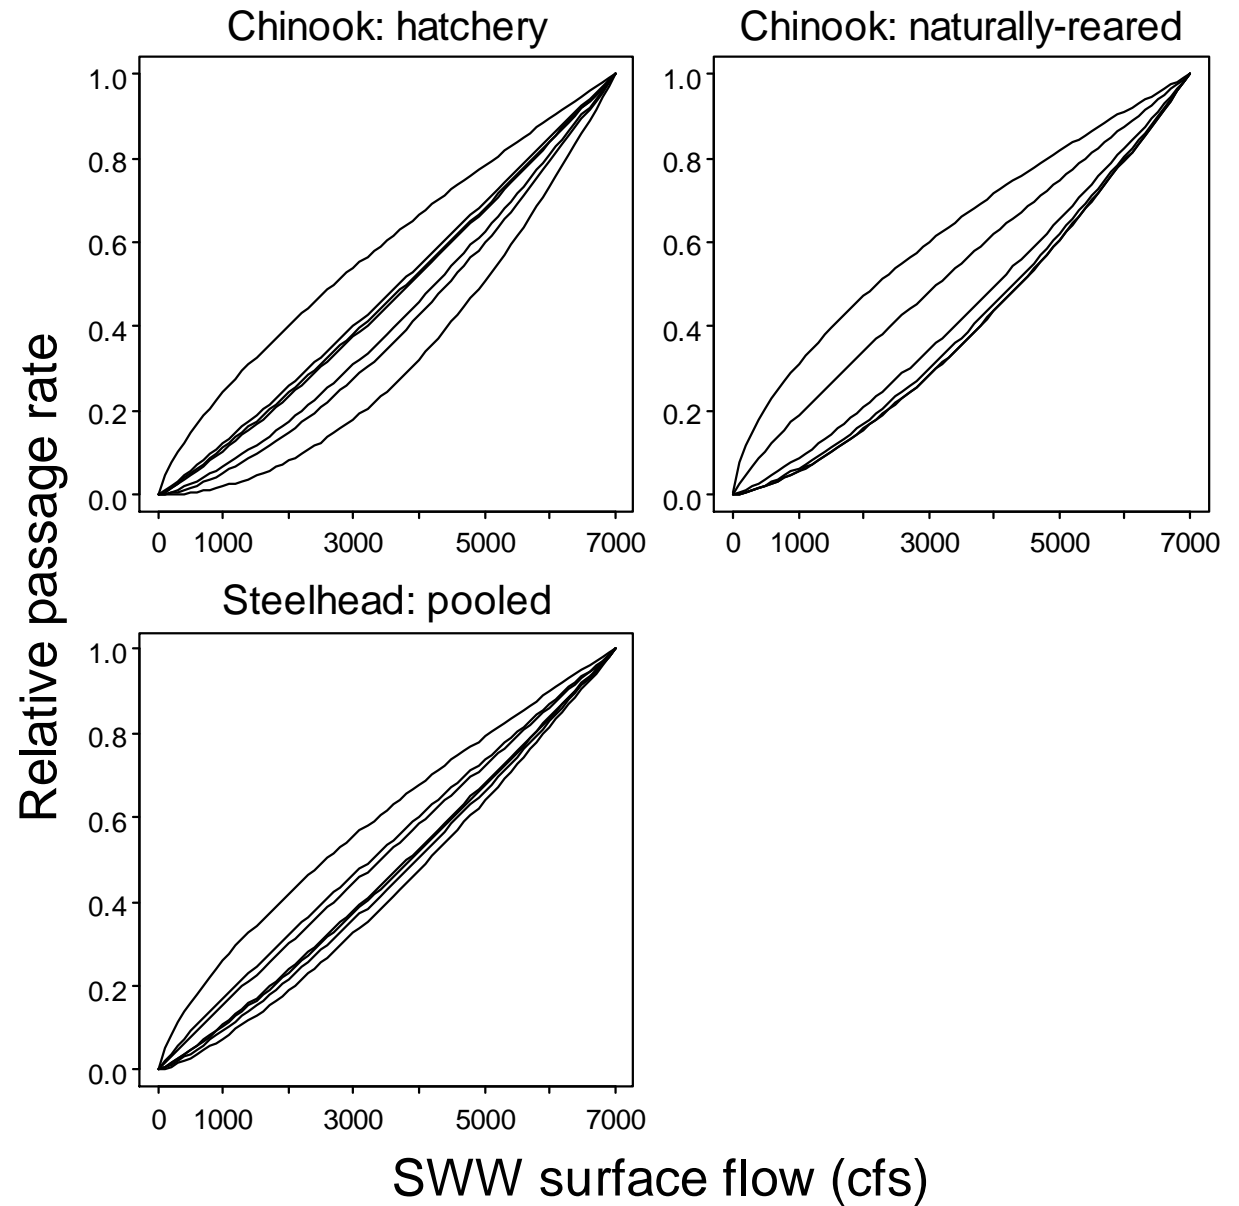 Chinook: hatchery
Chinook: naturally-reared
1.0
0.8
0.6
0.4
0.2
0.0
0 1000 3000 5000 7000
1.0
0.8
0.6
0.4
0.2
0.0
0 1000 3000 5000 7000
Steelhead: pooled
1.0
0.8
0.6
0.4
0.2
0.0
0 1000 3000 5000 7000
Relative passage rate
SWW surface flow (cfs)